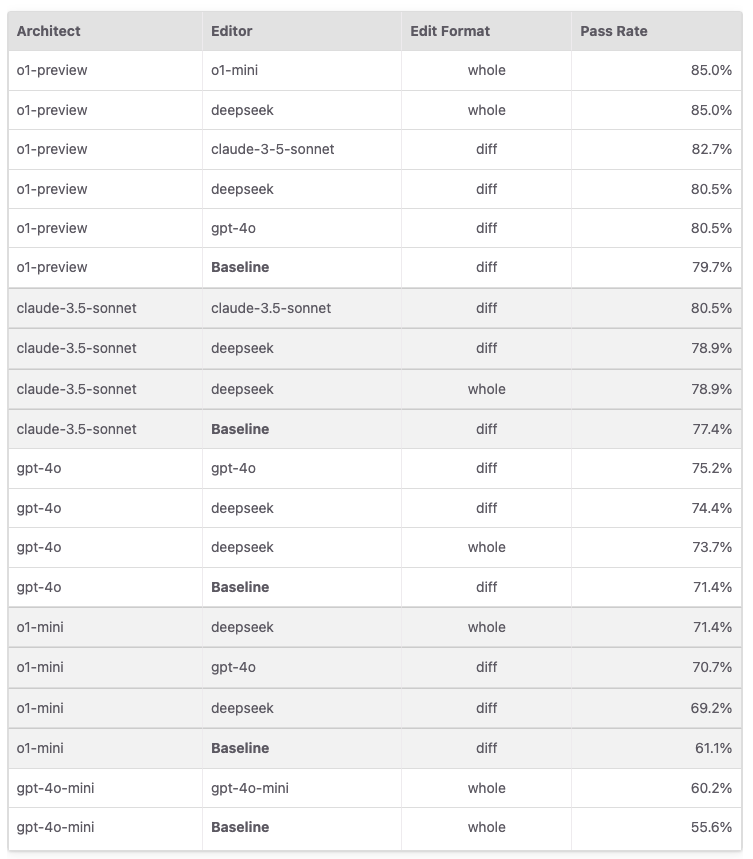 Architect Editor Edit Format Pass Rate
o1-preview o1-mini whole 85.0%
o1-preview deepseek whole 85.0%
o1-preview claude-3-5-sonnet diff 82.7%
o1-preview deepseek diff 80.5%
o1-preview gpt-4o diff 80.5%
o1-preview Baseline diff 79.7%
claude-3.5-sonnet claude-3.5-sonnet diff 80.5%
claude-3.5-sonnet deepseek diff 78.9%
claude-3.5-sonnet deepseek whole 78.9%
claude-3.5-sonnet Baseline diff 77.4%
gpt-4o gpt-4o diff 75.2%
gpt-4o deepseek diff 74.4%
gpt-4o deepseek whole 73.7%
gpt-4o Baseline diff 71.4%
o1-mini deepseek whole 71.4%
o1-mini gpt-4o diff 70.7%
o1-mini deepseek diff 69.2%
o1-mini Baseline diff 61.1%
gpt-4o-mini gpt-4o-mini whole 60.2%
gpt-4o-mini Baseline whole 55.6%